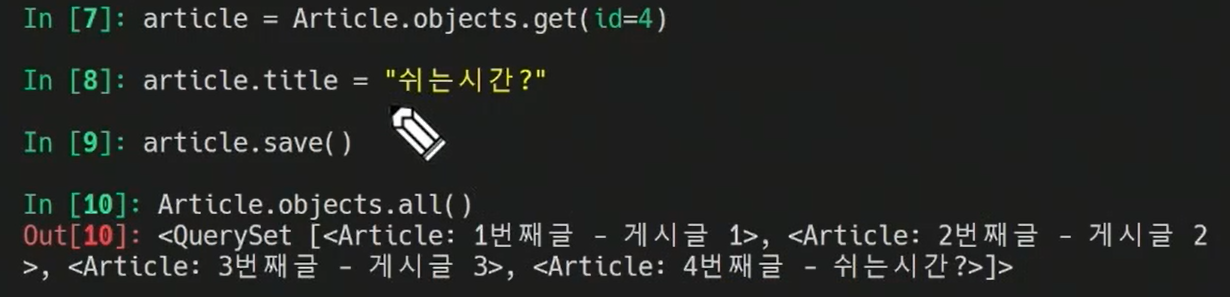 In [7]: article = Article.objects.get(id=4)
In [8]: article.title = "쉬는시간?"
In [9]: article.save()
In [10]: Article.objects.all()
Out[10]: <QuerySet [<Article: 1번째글 - 게시글 1>, <Article: 2번째글 - 게시글 2
>, <Article: 3번째글 - 게시글 3>, <Article: 4번째글 - 쉬는시간?>]>